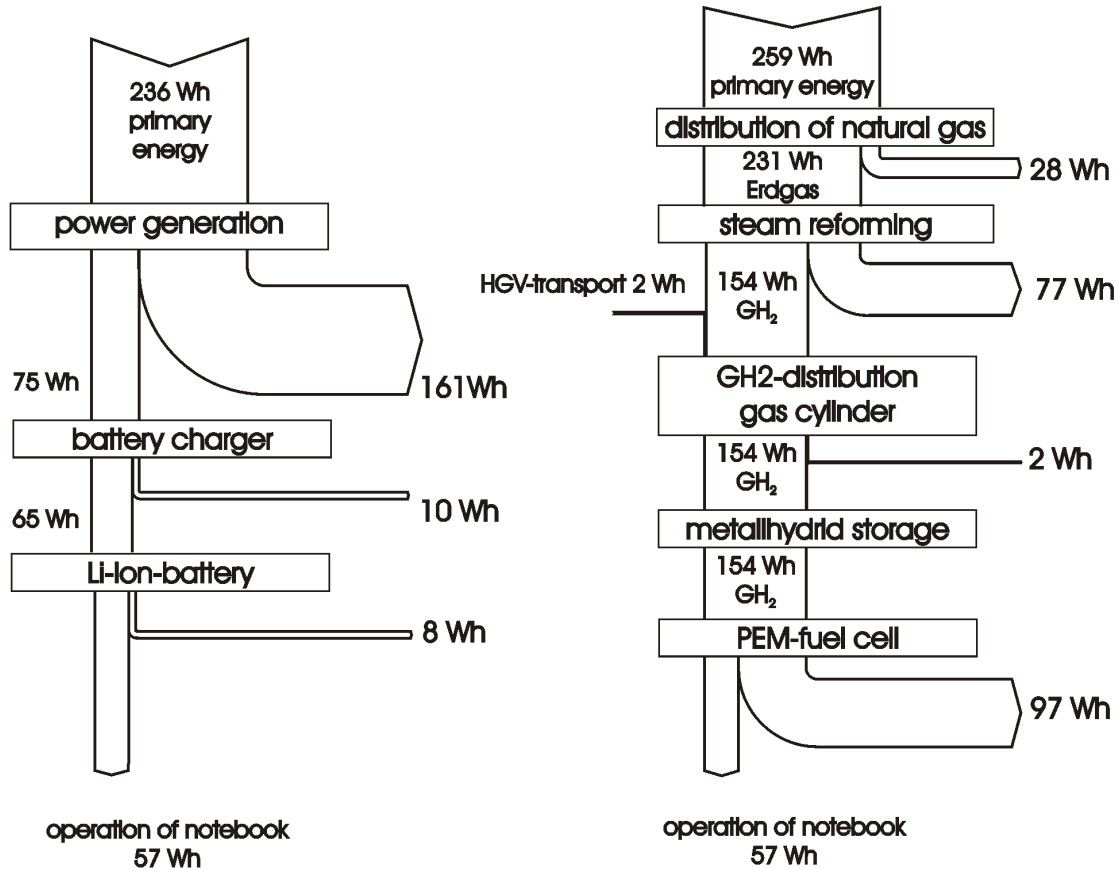 236 Wh
primary
energy
power generation
75 Wh
161Wh
battery charger
65 Wh
10 Wh
Li-Ion-battery
8 Wh
operation of notebook
57 Wh
259 Wh
primary energy
distribution of natural gas
231 Wh
Erdgas
28 Wh
steam reforming
HGV-transport 2 Wh
154 Wh
GH₂
77 Wh
GH2-distribution
gas cylinder
154 Wh
GH₂
2 Wh
metallhydrid storage
154 Wh
GH₂
PEM-fuel cell
97 Wh
operation of notebook
57 Wh